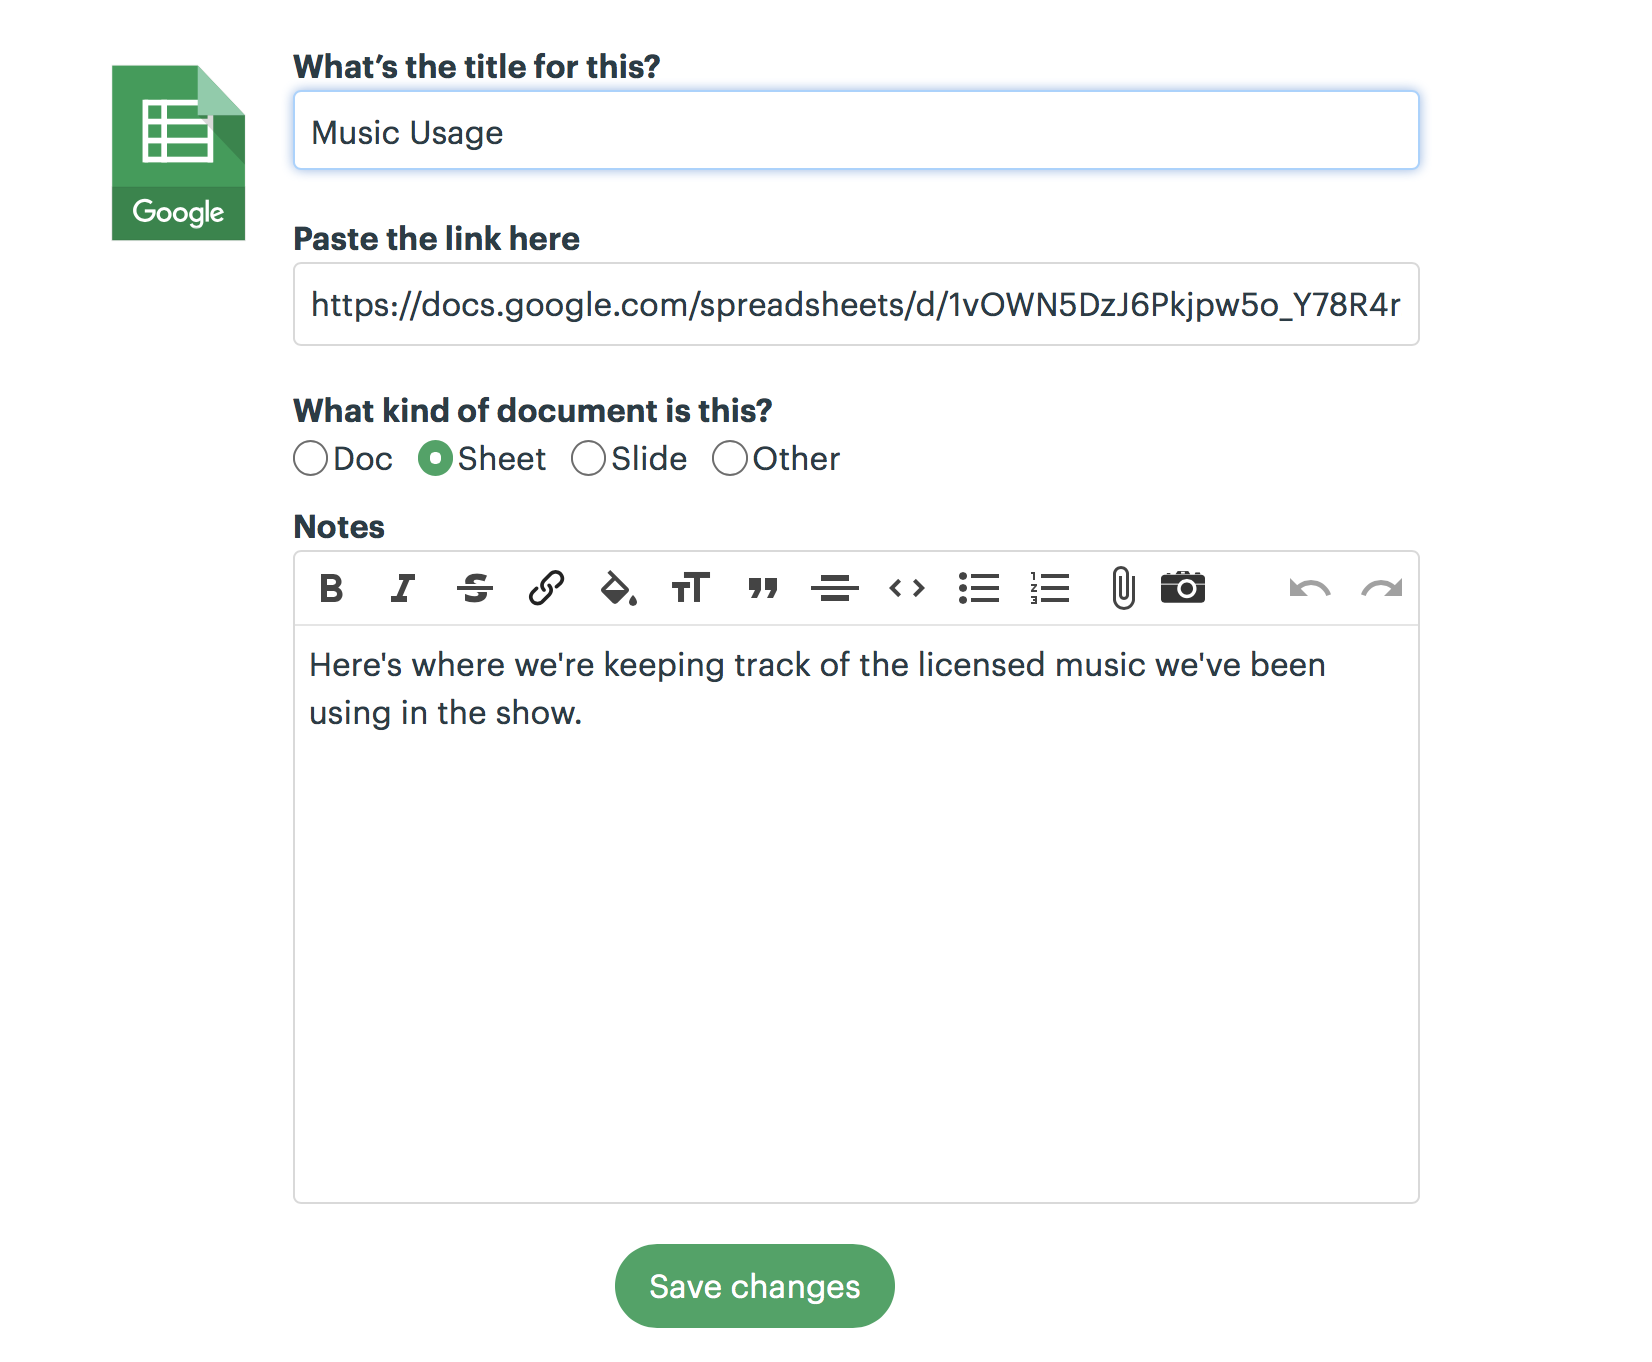 What’s the title for this?
Music Usage
Google
Paste the link here
https://docs.google.com/spreadsheets/d/1vOWN5DzJ6Pkjpw5o_Y78R4r
What kind of document is this?
Doc Sheet Slide Other
Notes
Here's where we're keeping track of the licensed music we've been
using in the show.
Save changes